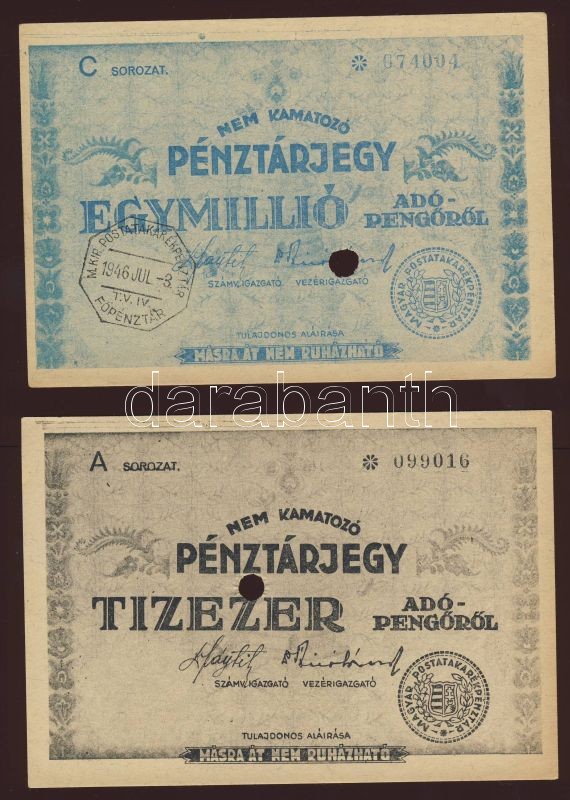 C SOROZAT.
* 074004
NEM KAMATOZÓ
PÉNZTÁRJEGY
EGYMILLIÓ
ADÓ-
PENGŐRŐL
M. KIR. POSTATAKARÉKPÉNZTÁR
1946 JUL - 3.
T.V. IV.
FŐPÉNZTÁR
SZÁMV. IGAZGATÓ VEZÉRIGAZGATÓ
MAGYAR POSTATAKARÉKPÉNZTÁR
TULAJDONOS ALÁIRÁSA
MÁSRA ÁT NEM RUHÁZHATÓ
darabanth
A SOROZAT.
* 099016
NEM KAMATOZÓ
PÉNZTÁRJEGY
TIZEZER
ADÓ-
PENGŐRŐL
SZÁMV. IGAZGATÓ VEZÉRIGAZGATÓ
MAGYAR POSTATAKARÉKPÉNZTÁR
TULAJDONOS ALÁIRÁSA
MÁSRA ÁT NEM RUHÁZHATÓ